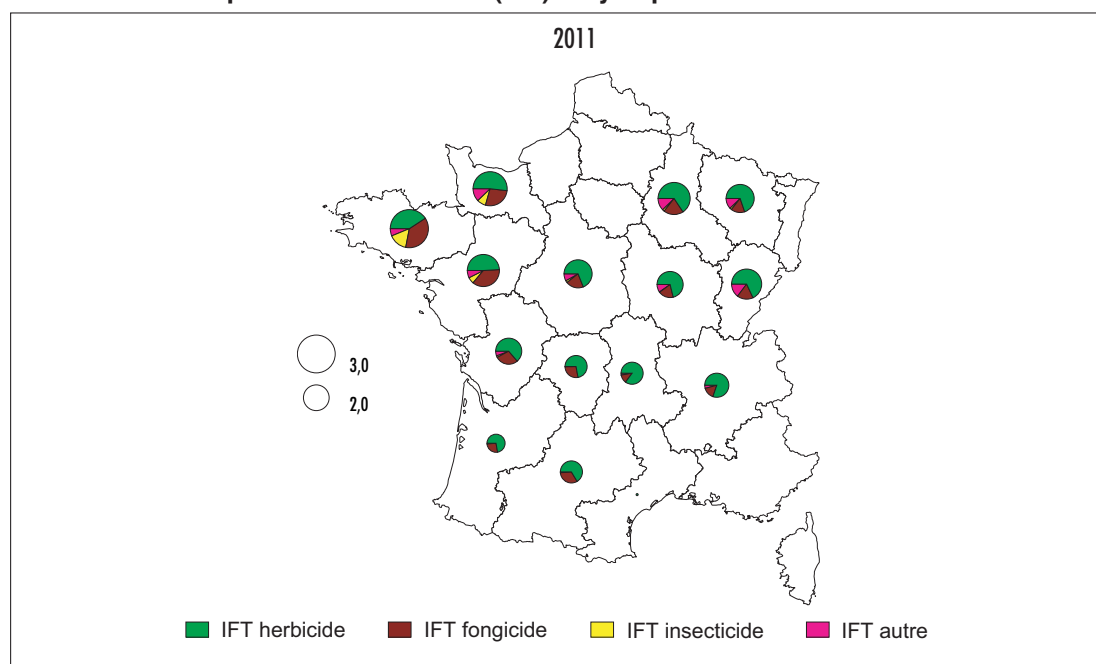 2011
3,0
2,0
IFT herbicide
IFT fongicide
IFT insecticide
IFT autre